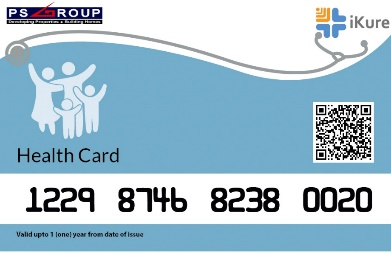 PS GROUP
Developing Properties & Building Homes
iKure
Health Card
1229 8746 8238 0020
Valid upto 1 (one) year from date of issue